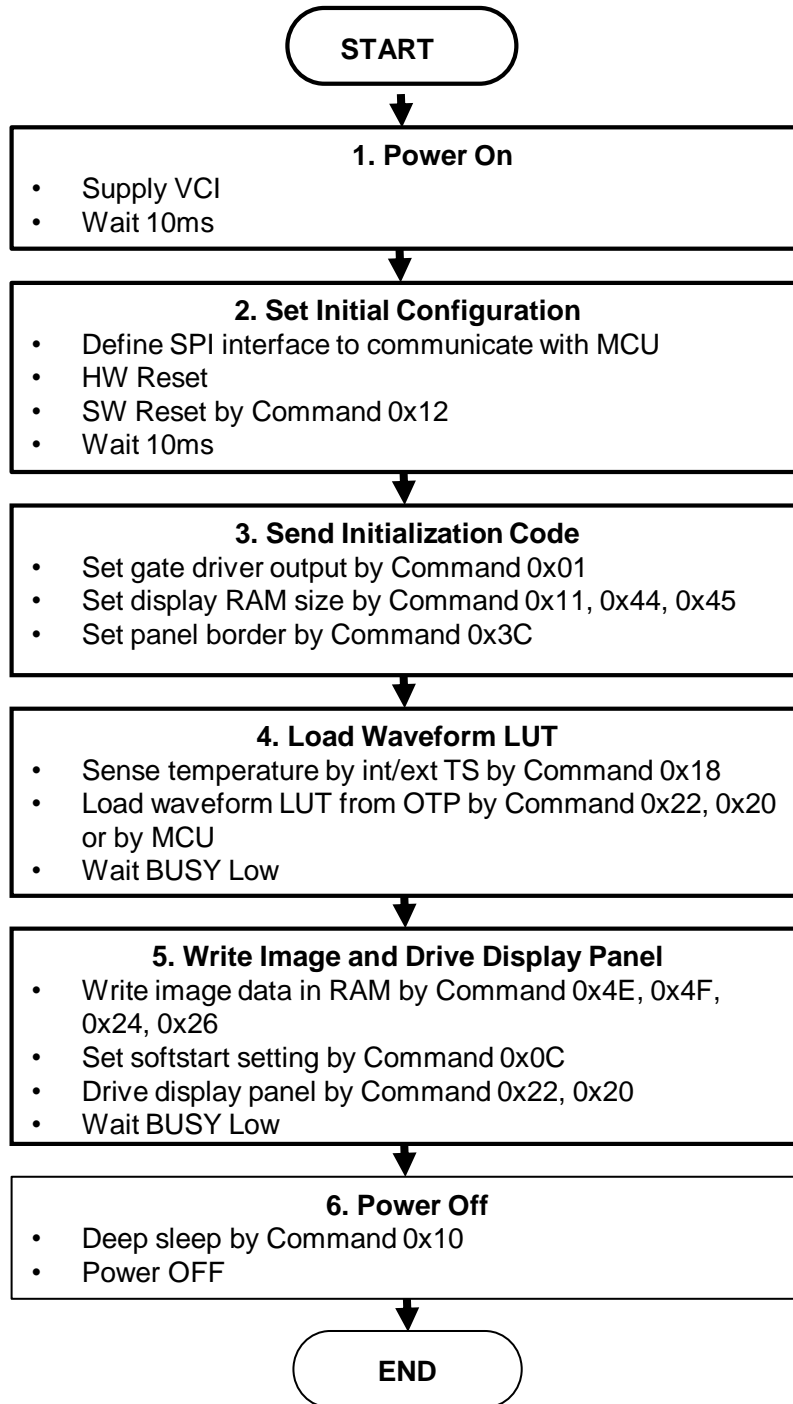 START
1. Power On
• Supply VCI
• Wait 10ms
2. Set Initial Configuration
• Define SPI interface to communicate with MCU
• HW Reset
• SW Reset by Command 0x12
• Wait 10ms
3. Send Initialization Code
• Set gate driver output by Command 0x01
• Set display RAM size by Command 0x11, 0x44, 0x45
• Set panel border by Command 0x3C
4. Load Waveform LUT
• Sense temperature by int/ext TS by Command 0x18
• Load waveform LUT from OTP by Command 0x22, 0x20
or by MCU
• Wait BUSY Low
5. Write Image and Drive Display Panel
• Write image data in RAM by Command 0x4E, 0x4F,
0x24, 0x26
• Set softstart setting by Command 0x0C
• Drive display panel by Command 0x22, 0x20
• Wait BUSY Low
6. Power Off
• Deep sleep by Command 0x10
• Power OFF
END